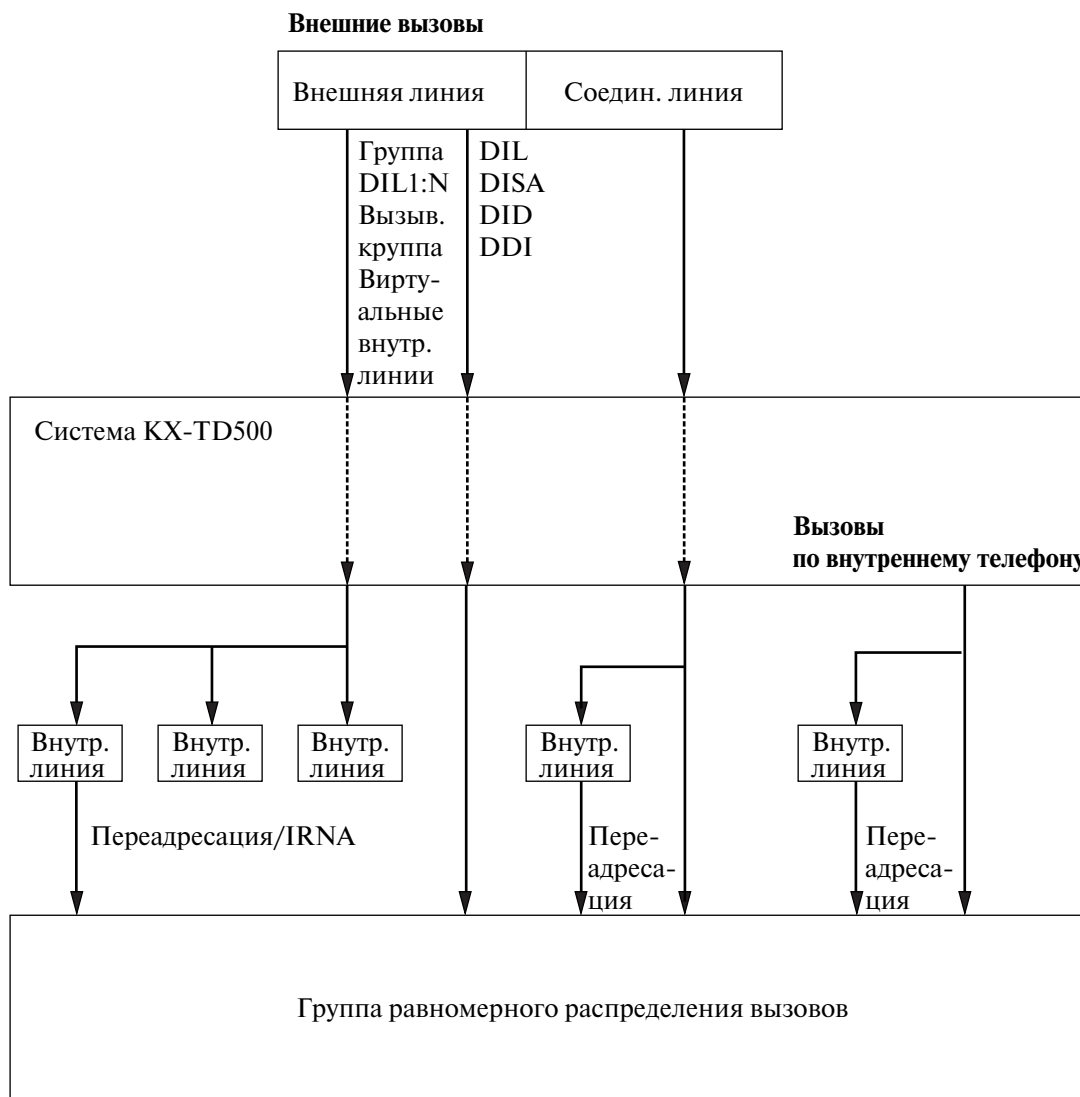 Внешние вызовы
Внешняя линия
Соедин. линия
Группа
DIL1:N
Вызыв.
круппа
Вирту-
альные
внутр.
линии
DIL
DISA
DID
DDI
Система KX-TD500
Вызовы
по внутреннему телефону
Внутр.
линия
Внутр.
линия
Внутр.
линия
Внутр.
линия
Внутр.
линия
Переадресация/IRNA
Пере-
адреса-
ция
Пере-
адреса-
ция
Группа равномерного распределения вызовов